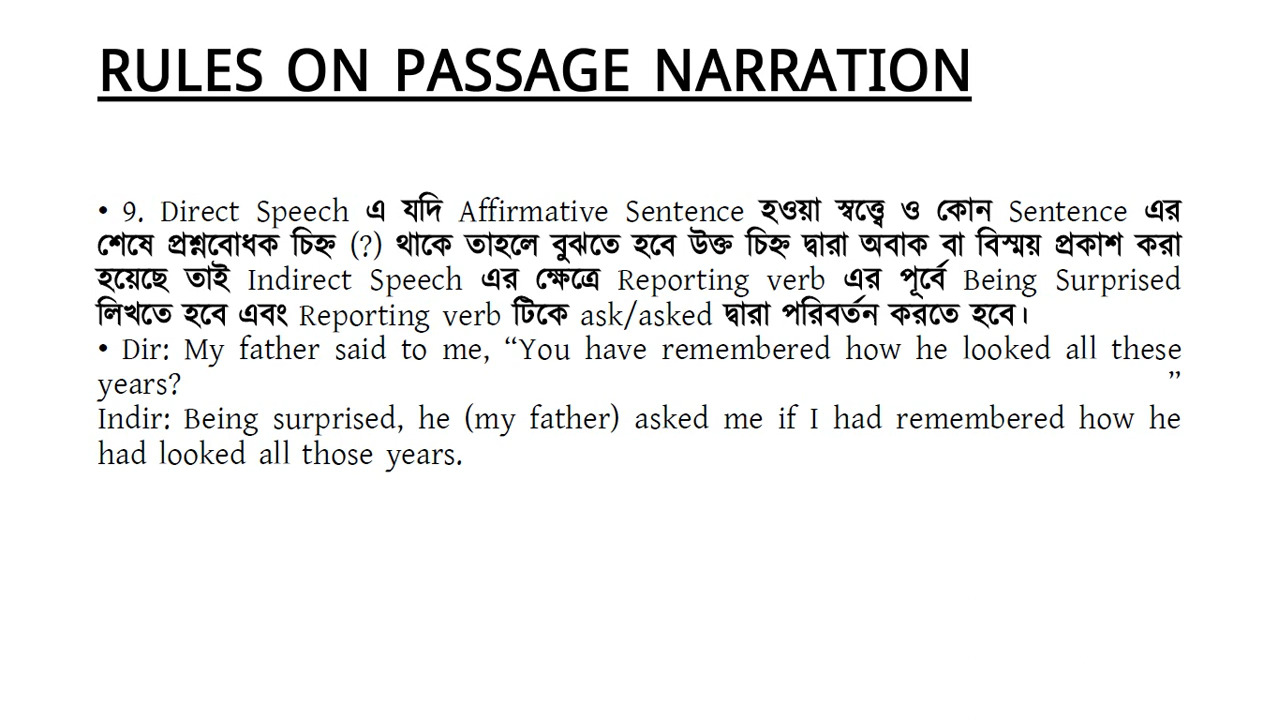 RULES ON PASSAGE NARRATION
• 9. Direct Speech এ যদি Affirmative Sentence হওয়া স্বত্ত্বে ও কোন Sentence এর
শেষে প্রশ্নবোধক চিহ্ন (?) থাকে তাহলে বুঝতে হবে উক্ত চিহ্ন দ্বারা অবাক বা বিস্ময় প্রকাশ করা
হয়েছে তাই Indirect Speech এর ক্ষেত্রে Reporting verb এর পূর্বে Being Surprised
লিখতে হবে এবং Reporting verb টিকে ask/asked দ্বারা পরিবর্তন করতে হবে।
• Dir: My father said to me, “You have remembered how he looked all these
years? ”
Indir: Being surprised, he (my father) asked me if I had remembered how he
had looked all those years.